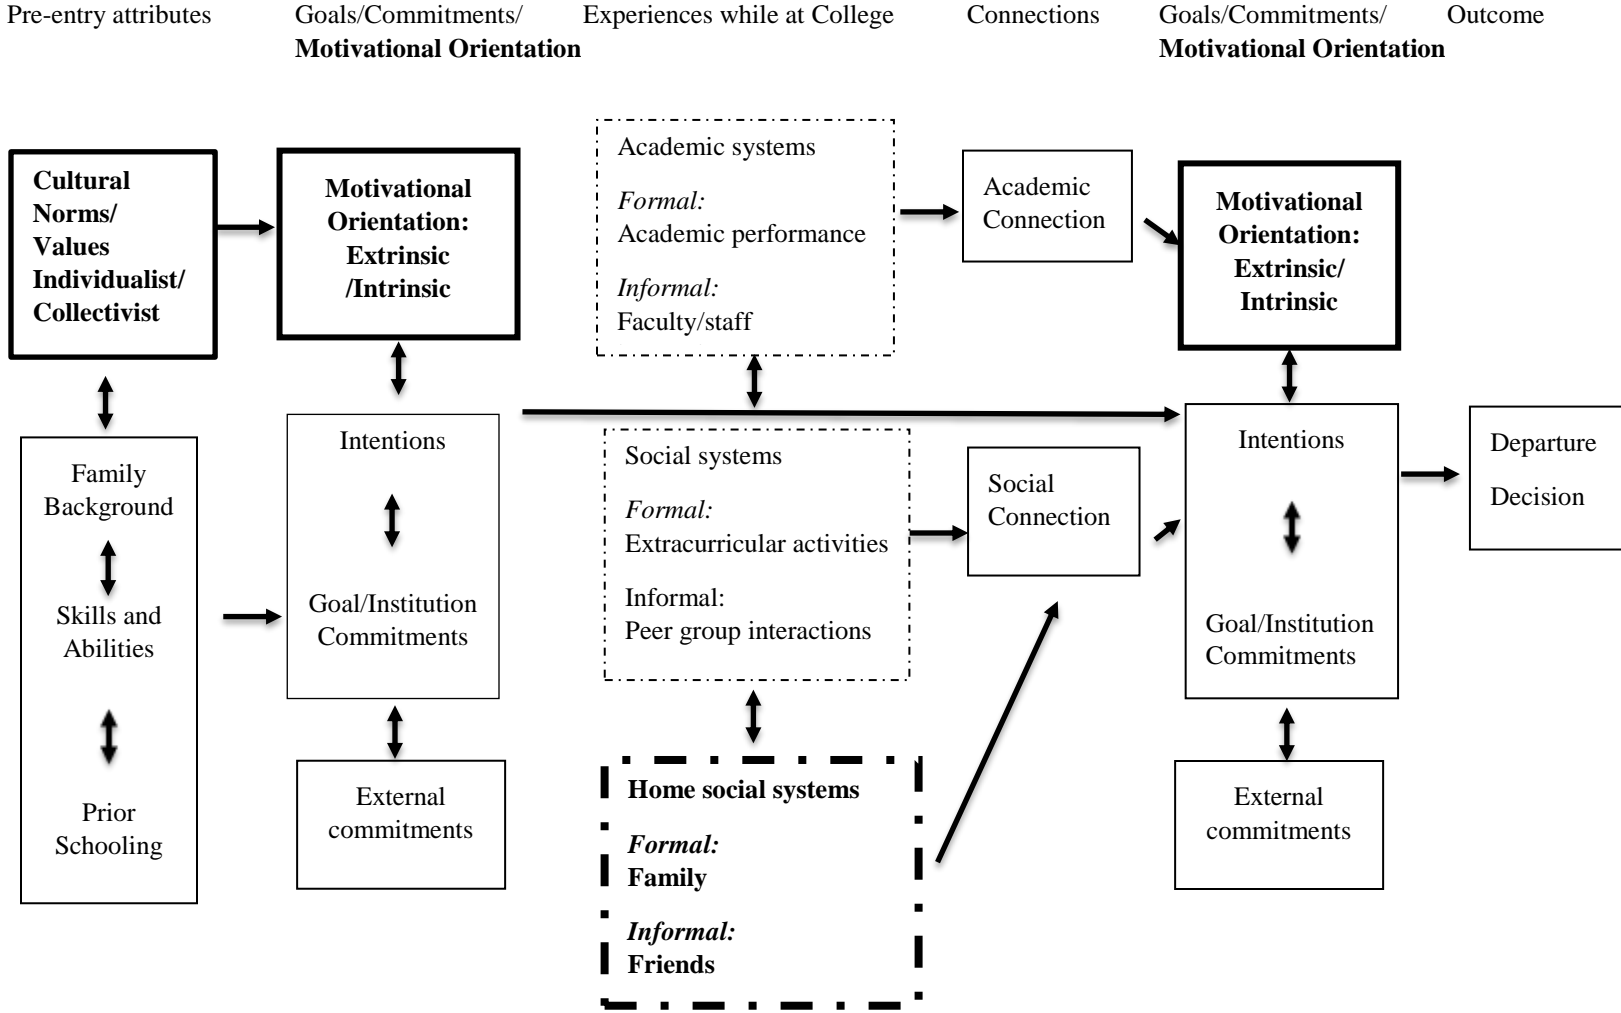 Pre-entry attributes
Goals/Commitments/
Motivational Orientation
Experiences while at College
Connections
Goals/Commitments/
Motivational Orientation
Outcome
Cultural
Norms/
Values
Individualist/
Collectivist
Family
Background
Skills and
Abilities
Prior
Schooling
Motivational
Orientation:
Extrinsic
/Intrinsic
Intentions
Goal/Institution
Commitments
External
commitments
Academic systems
Formal:
Academic performance
Informal:
Faculty/staff
Social systems
Formal:
Extracurricular activities
Informal:
Peer group interactions
Home social systems
Formal:
Family
Informal:
Friends
Academic
Connection
Social
Connection
Motivational
Orientation:
Extrinsic/
Intrinsic
Intentions
Goal/Institution
Commitments
External
commitments
Departure
Decision